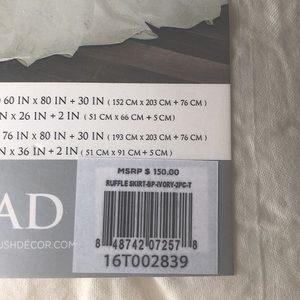 60 IN x 80 IN + 30 IN ( 152 CM x 203 CM + 76 CM )
IN x 26 IN + 2 IN ( 51 CM x 66 CM + 5 CM )
76 IN x 80 IN + 30 IN ( 193 CM x 203 CM + 76 CM )
N x 36 IN + 2 IN ( 51 CM x 91 CM + 5 CM )
AD
USHDÉCOR.COM
MSRP $ 150.00
RUFFLE SKIRT-BP-IVORY-2PC-T
8 48742 07257 8
16T002839